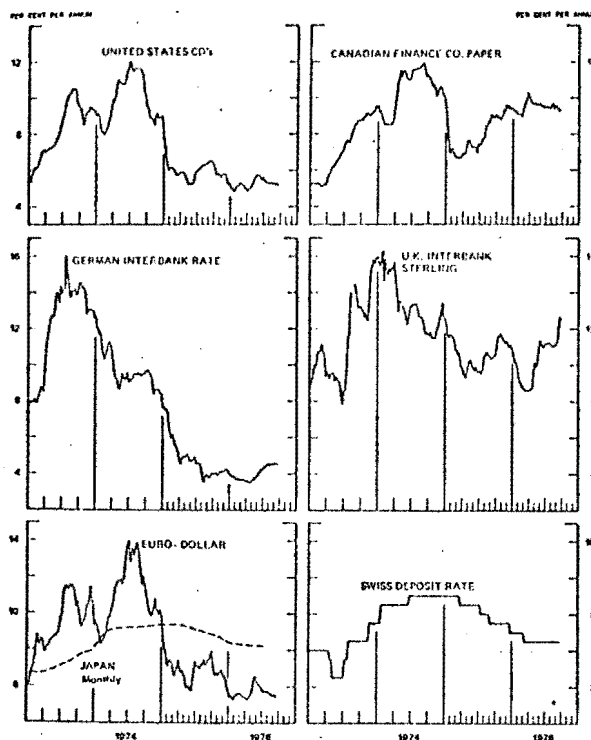 PER CENT PER ANNUM
PER CENT PER ANNUM
UNITED STATES CD's
CANADIAN FINANCE CO. PAPER
12
8
4
GERMAN INTERBANK RATE
U.K. INTERBANK
STERLING
16
12
8
4
EURO-DOLLAR
SWISS DEPOSIT RATE
14
10
6
JAPAN
Monthly
1974
1976
1974
1976